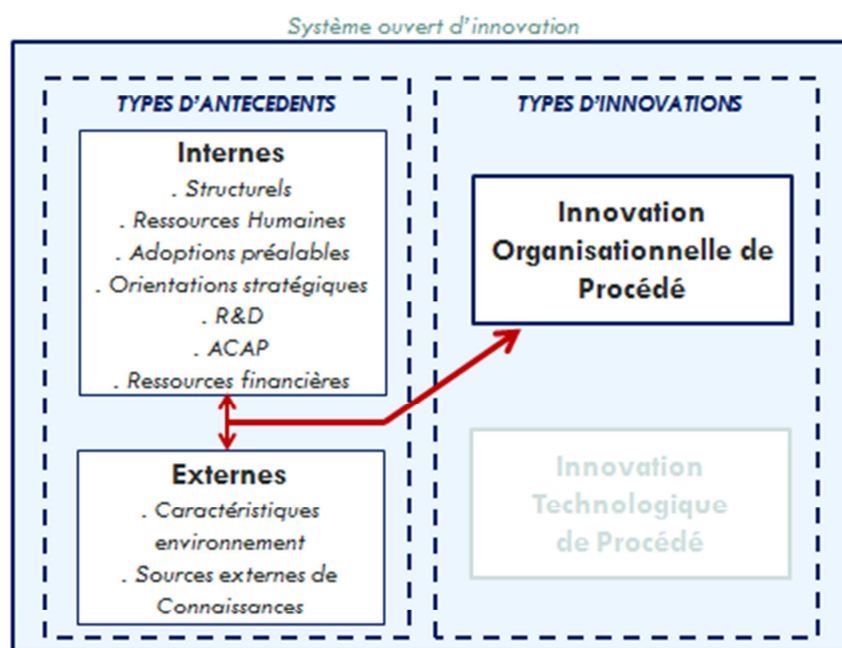 Système ouvert d'innovation
TYPES D'ANTECEDENTS
Internes
. Structurels
. Ressources Humaines
. Adoptions préalables
. Orientations stratégiques
. R&D
. ACAP
. Ressources financières
Externes
. Caractéristiques
environnement
. Sources externes de
Connaissances
TYPES D'INNOVATIONS
Innovation
Organisationnelle de
Procédé
Innovation
Technologique
de Procédé